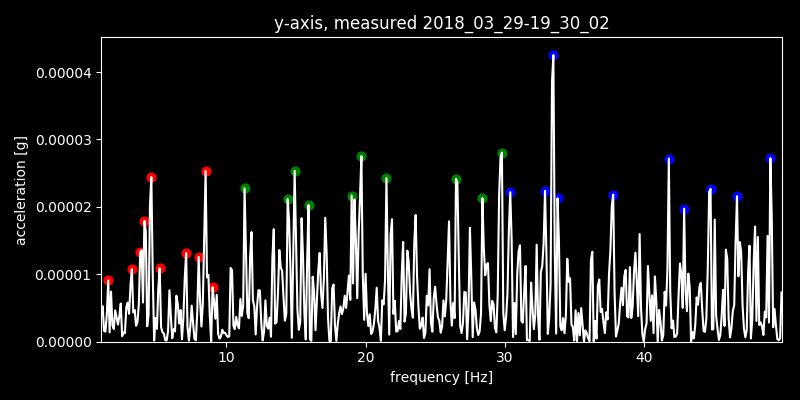 y-axis, measured 2018_03_29-19_30_02
0.00004
0.00003
0.00002
0.00001
0.00000
acceleration [g]
10 20 30 40
frequency [Hz]